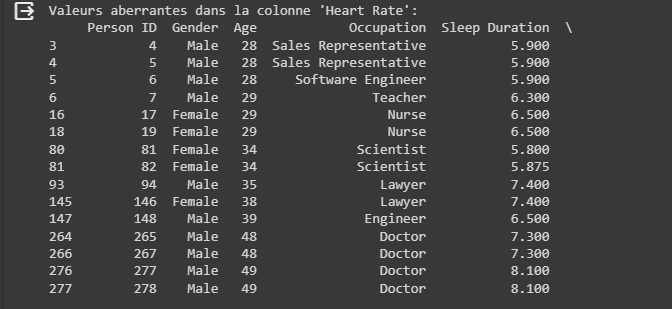 Valeurs aberrantes dans la colonne 'Heart Rate':
Person ID Gender Age Occupation Sleep Duration \
3 4 Male 28 Sales Representative 5.900
4 5 Male 28 Sales Representative 5.900
5 6 Male 28 Software Engineer 5.900
6 7 Male 29 Teacher 6.300
16 17 Female 29 Nurse 6.500
18 19 Female 29 Nurse 6.500
80 81 Female 34 Scientist 5.800
81 82 Female 34 Scientist 5.875
93 94 Male 35 Lawyer 7.400
145 146 Female 38 Lawyer 7.400
147 148 Male 39 Engineer 6.500
264 265 Male 48 Doctor 7.300
266 267 Male 48 Doctor 7.300
276 277 Male 49 Doctor 8.100
277 278 Male 49 Doctor 8.100